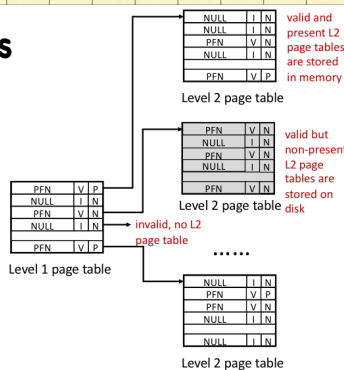 s
NULL I N
NULL I N
PFN V N
NULL I N
PFN V P
valid and
present L2
page tables
are stored
in memory
Level 2 page table
PFN V N
NULL I N
PFN V N
NULL I N
PFN V N
valid but
non-present
L2 page
tables are
stored on
disk
Level 2 page table
PFN V P
NULL I N
PFN V N
NULL I N
PFN V P
Level 1 page table
invalid, no L2
page table
......
NULL I N
PFN V P
PFN V N
NULL I N
NULL I N
Level 2 page table